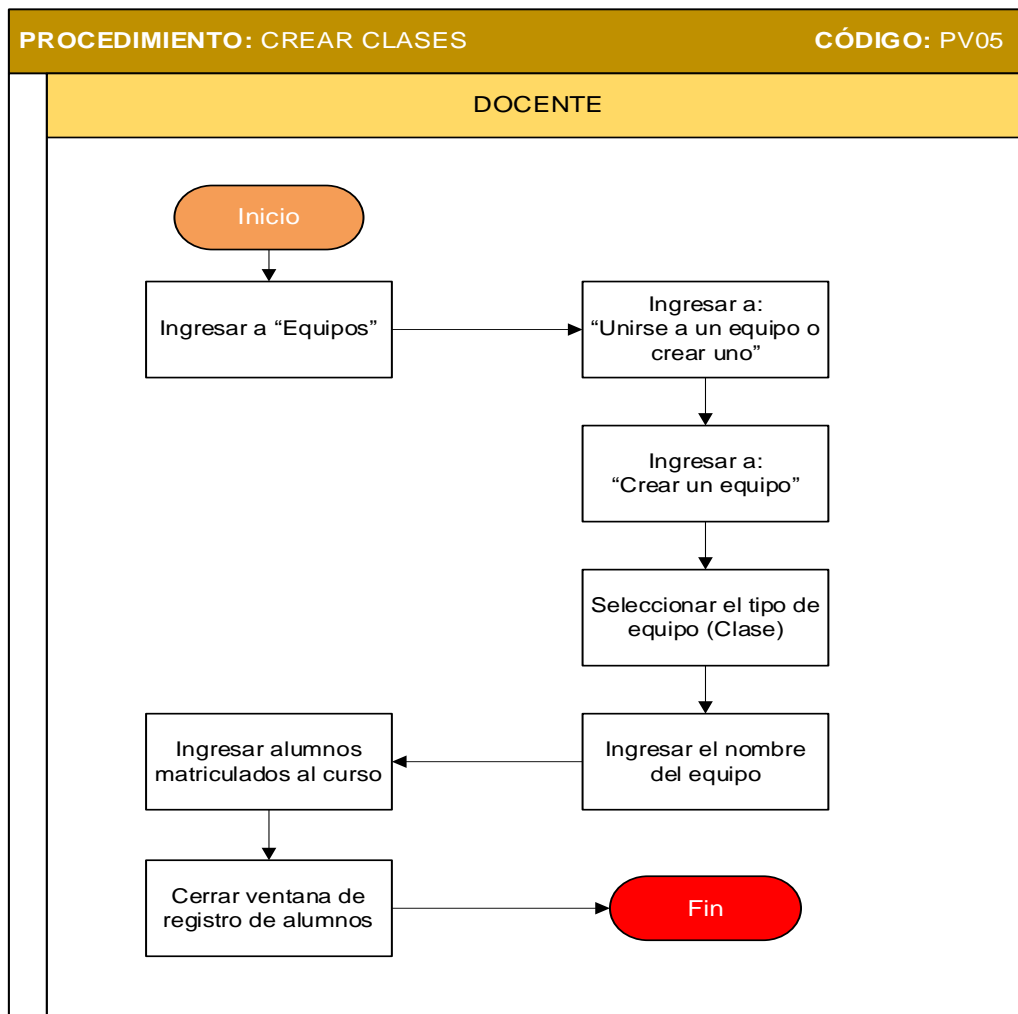 PROCEDIMIENTO: CREAR CLASES CÓDIGO: PV05
DOCENTE
Inicio
Ingresar a “Equipos”
Ingresar a:
“Unirse a un equipo o
crear uno”
Ingresar a:
“Crear un equipo”
Seleccionar el tipo de
equipo (Clase)
Ingresar el nombre
del equipo
Ingresar alumnos
matriculados al curso
Cerrar ventana de
registro de alumnos
Fin